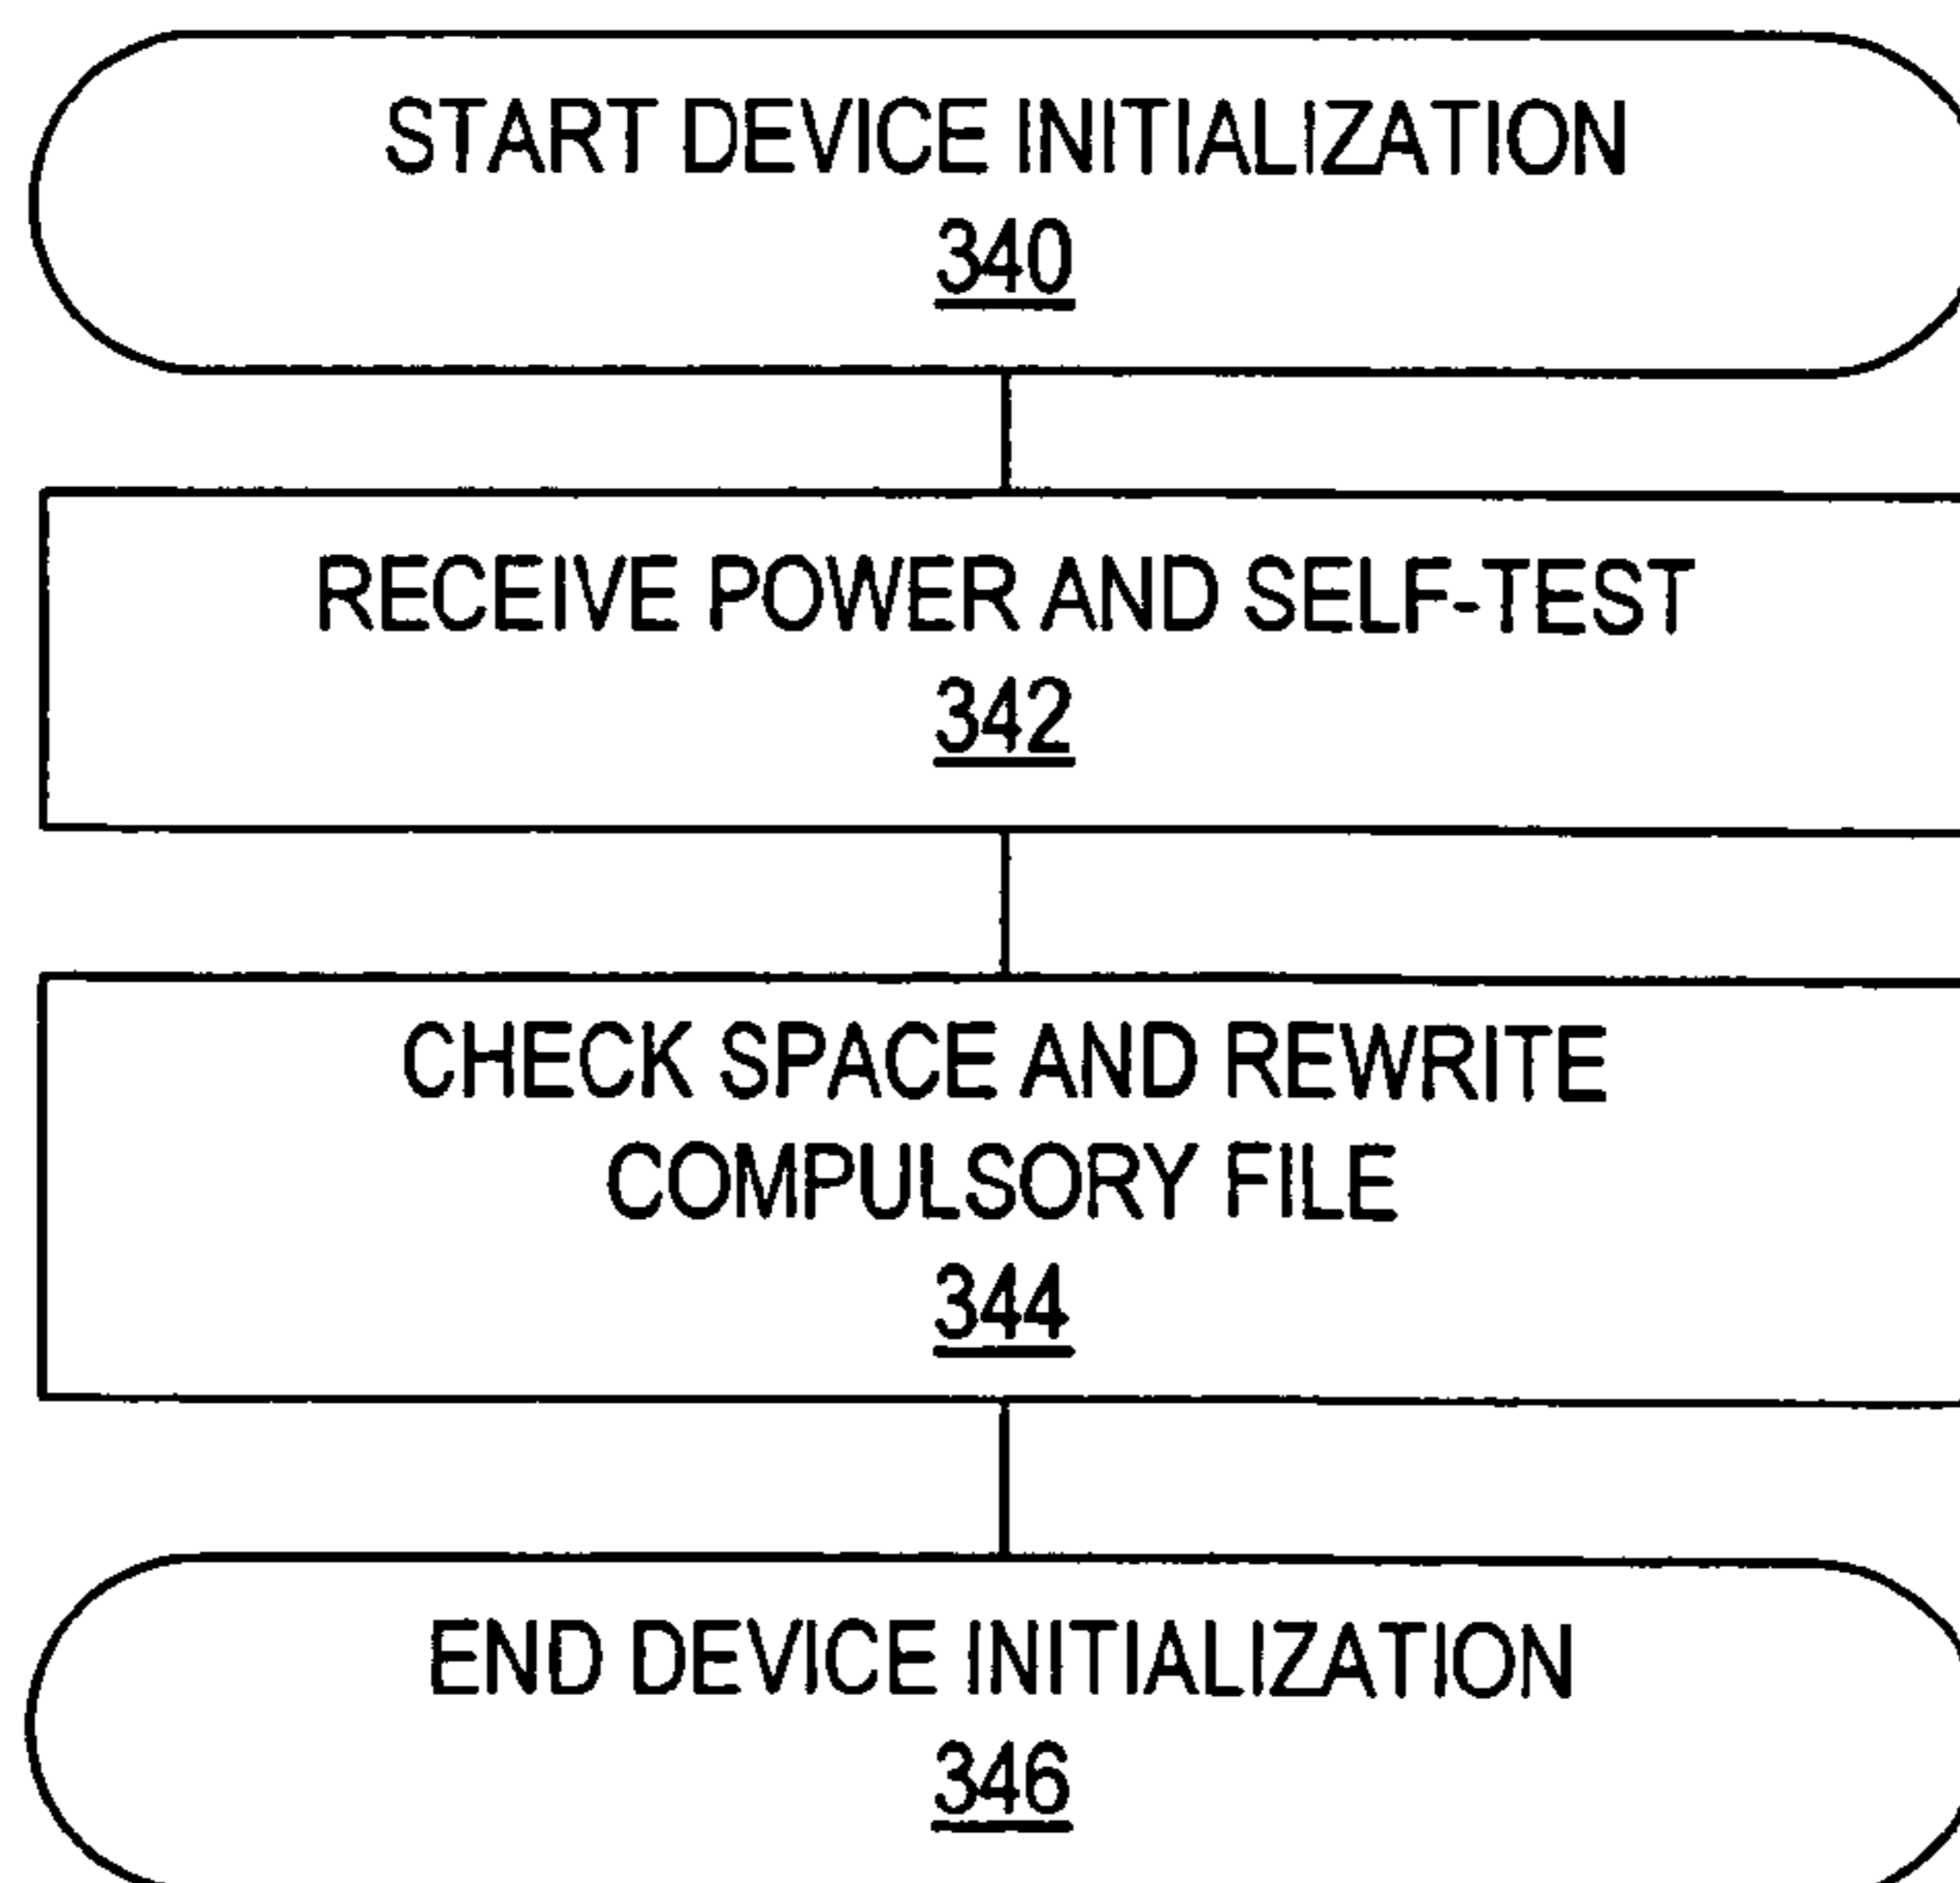 START DEVICE INITIALIZATION
340
RECEIVE POWER AND SELF-TEST
342
CHECK SPACE AND REWRITE
COMPULSORY FILE
344
END DEVICE INITIALIZATION
346